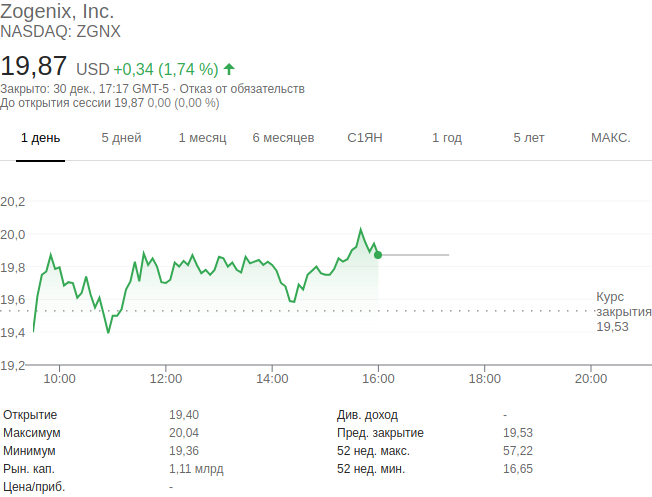 Zogenix, Inc.
NASDAQ: ZGNX
19,87 USD +0,34 (1,74 %)
Закрыто: 30 дек., 17:17 GMT-5 · Отказ от обязательств
До открытия сессии 19,87 0,00 (0,00 %)
1 день 5 дней 1 месяц 6 месяцев С1ЯН 1 год 5 лет МАКС.
20,2
20,0
19,8
19,6
19,4
19,2
Курс
закрытия
19,53
10:00 12:00 14:00 16:00 18:00 20:00
Открытие 19,40 Див. доход -
Максимум 20,04 Пред. закрытие 19,53
Минимум 19,36 52 нед. макс. 57,22
Рын. кап. 1,11 млрд 52 нед. мин. 16,65
Цена/приб. -